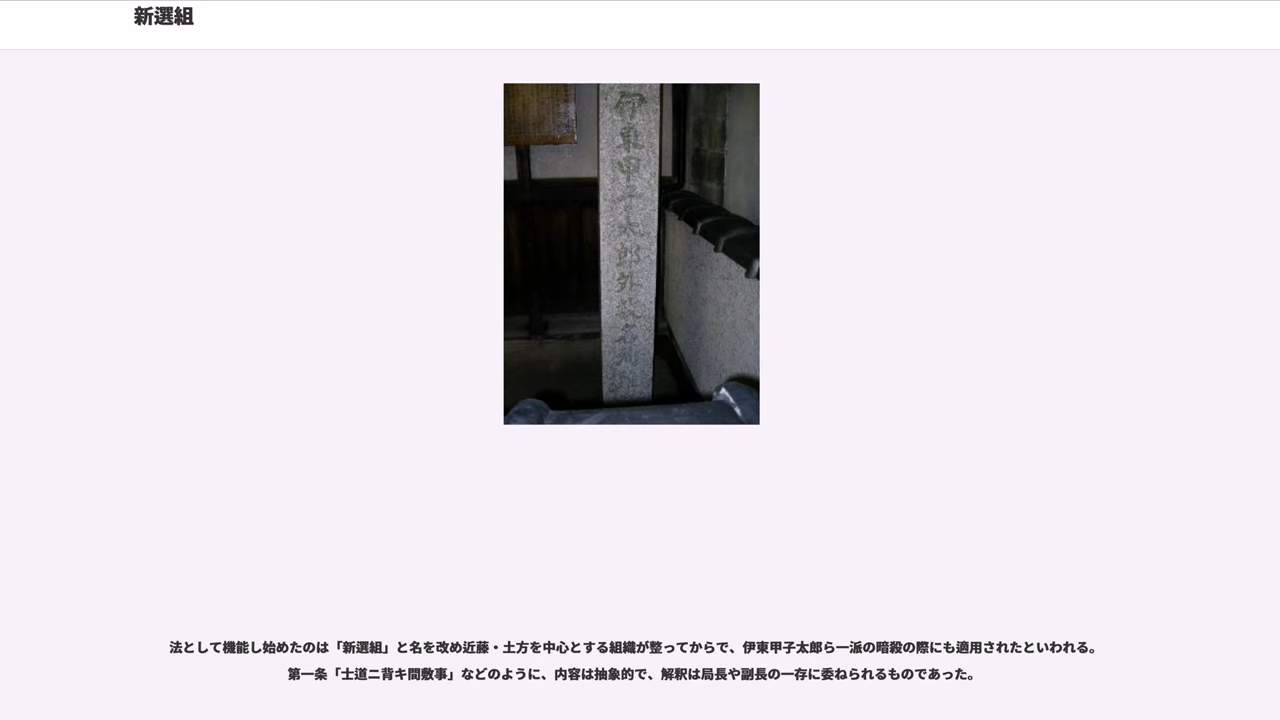 新選組
伊東甲子太郎外数名殉難
法として機能し始めたのは「新選組」と名を改め近藤・土方を中心とする組織が整ってからで、伊東甲子太郎ら一派の暗殺の際にも適用されたといわれる。
第一条「士道ニ背キ間敷事」などのように、内容は抽象的で、解釈は局長や副長の一存に委ねられるものであった。